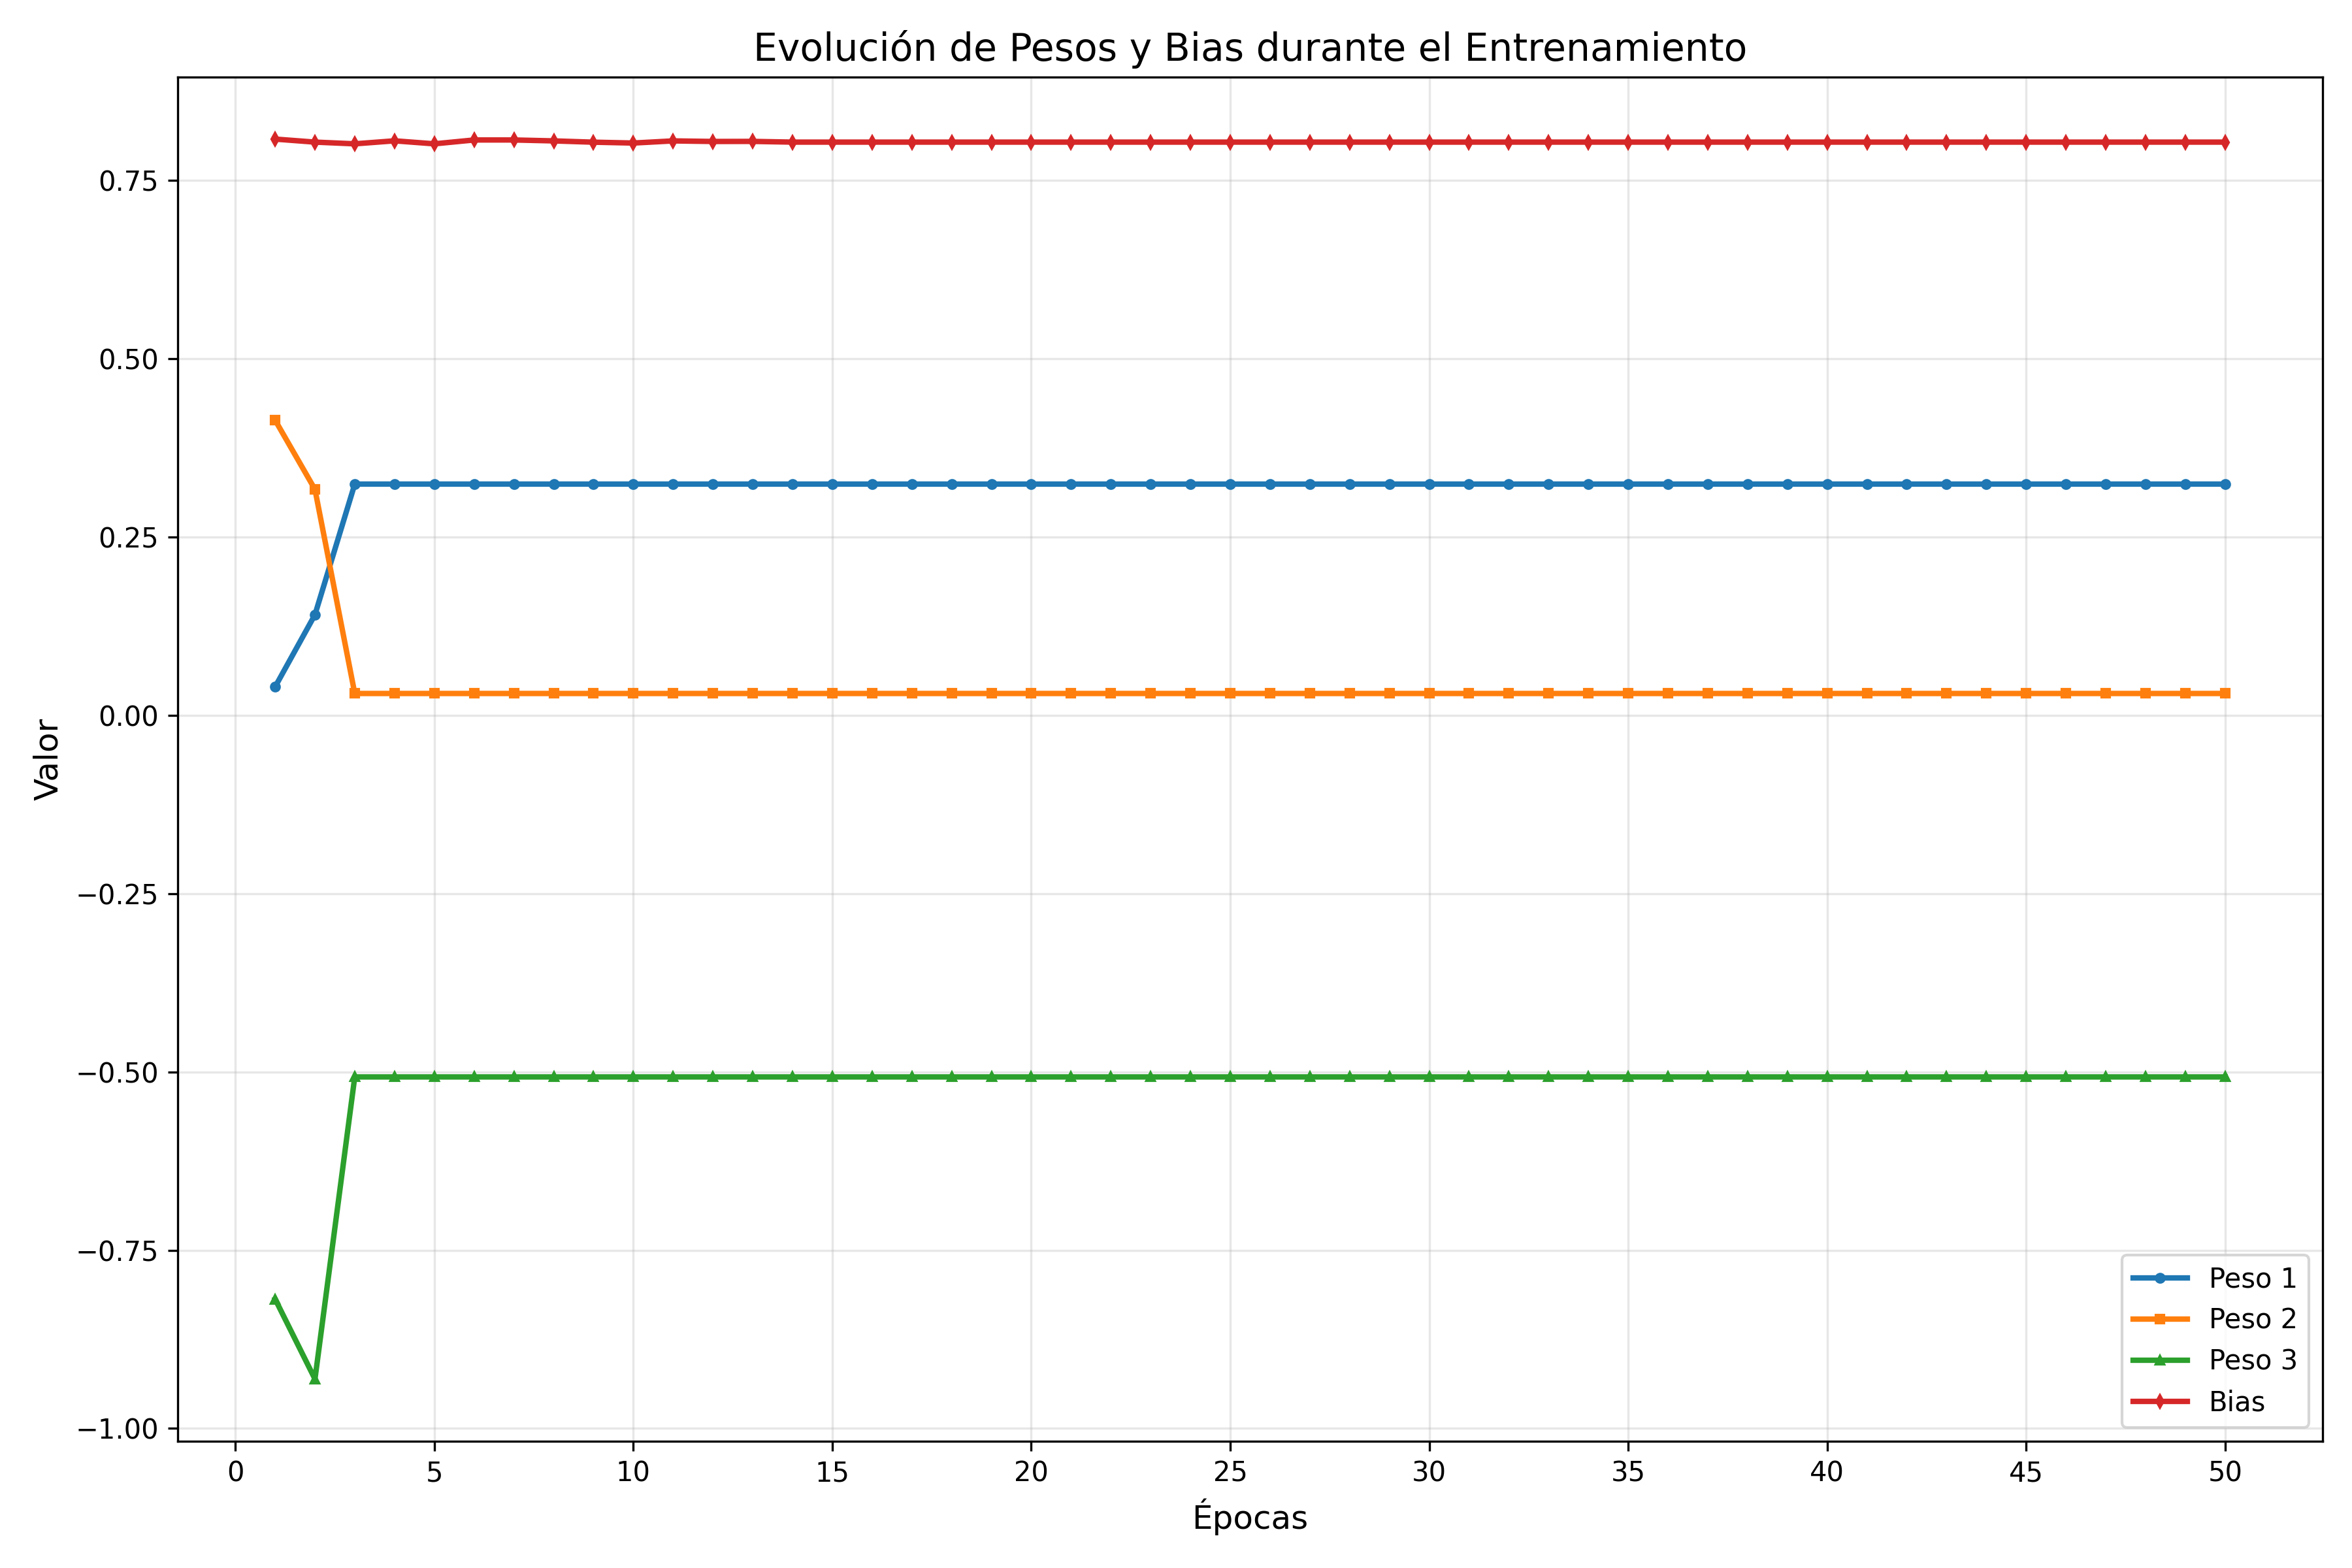 Evolución de Pesos y Bias durante el Entrenamiento
Valor
0.75
0.50
0.25
0.00
−0.25
−0.50
−0.75
−1.00
Peso 1
Peso 2
Peso 3
Bias
0 5 10 15 20 25 30 35 40 45 50
Épocas